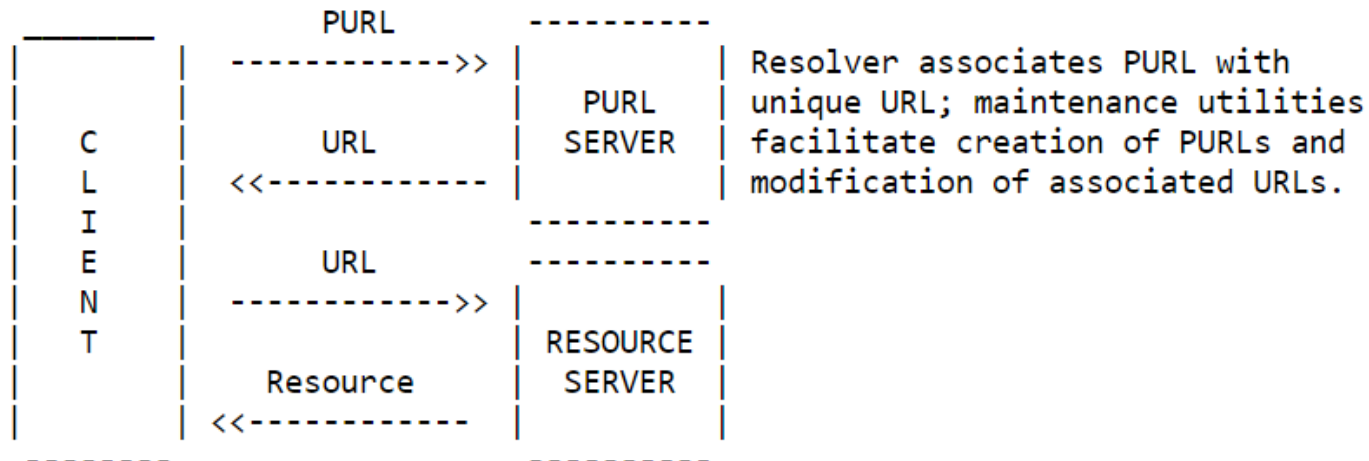 _______          PURL        ----------
|        |  ------------>> |          | Resolver associates PURL with
|        |                 |   PURL   | unique URL; maintenance utilities
|   C    |       URL       |  SERVER  | facilitate creation of PURLs and
|   L    |  <<------------ |          | modification of associated URLs.
|   I    |                  ----------
|   E    |       URL        ----------
|   N    |  ------------>> |          |
|   T    |                 | RESOURCE |
|        |    Resource     |  SERVER  |
|        | <<------------  |          |
--------                    ----------